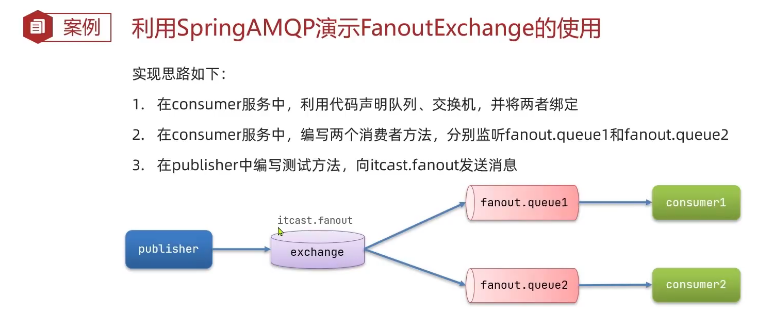 案例
利用SpringAMQP演示FanoutExchange的使用
实现思路如下：
1. 在consumer服务中，利用代码声明队列、交换机，并将两者绑定
2. 在consumer服务中，编写两个消费者方法，分别监听fanout.queue1和fanout.queue2
3. 在publisher中编写测试方法，向itcast.fanout发送消息
fanout.queue1
consumer1
itcast.fanout
publisher
exchange
fanout.queue2
consumer2